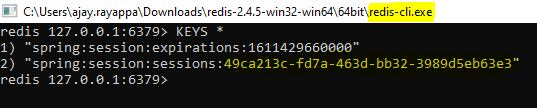 C:\Users\ajay.rayappa\Downloads\redis-2.4.5-win32-win64\64bit\redis-cli.exe
redis 127.0.0.1:6379> KEYS *
1) "spring:session:expirations:1611429660000"
2) "spring:session:sessions:49ca213c-fd7a-463d-bb32-3989d5eb63e3"
redis 127.0.0.1:6379>